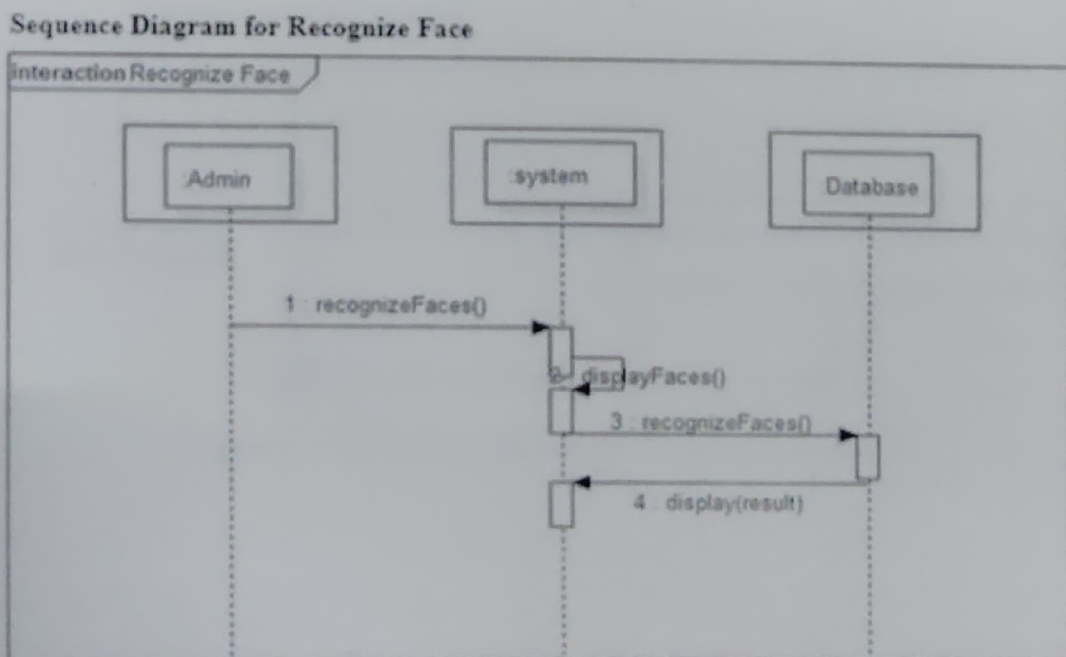 Sequence Diagram for Recognize Face
interaction Recognize Face
:Admin
:system
:Database
1 : recognizeFaces()
2 : displayFaces()
3 : recognizeFaces()
4 : display(result)